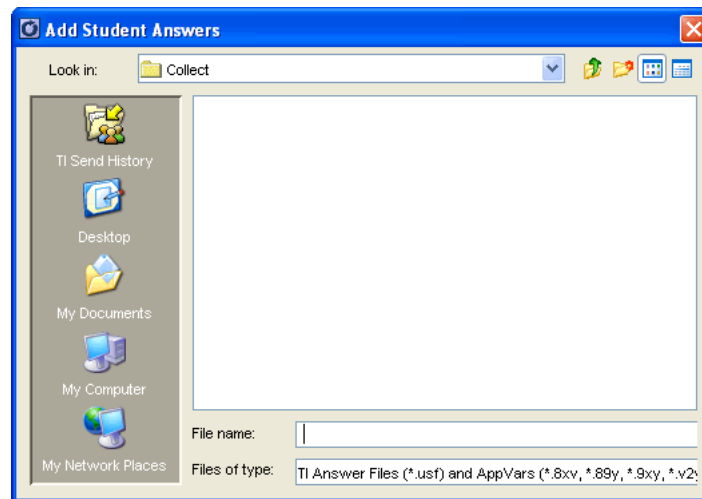 Add Student Answers
Look in:
Collect
TI Send History
Desktop
My Documents
My Computer
My Network Places
File name:
Files of type:
TI Answer Files (*.usf) and AppVars (*.8xv, *.89y, *.9xy, *.v2y